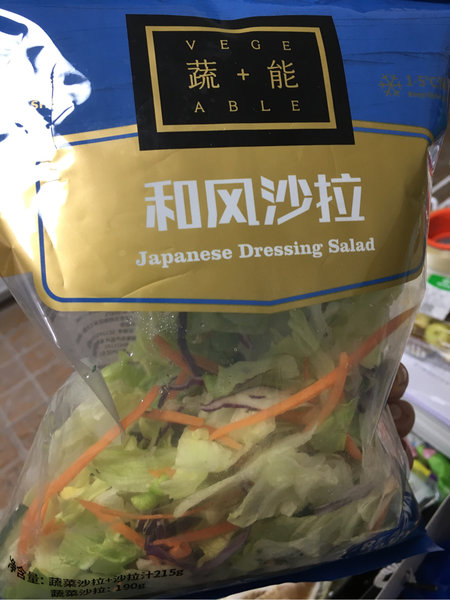 VEGE
蔬+能
ABLE
和风沙拉
Japanese Dressing Salad
净含量: 蔬菜沙拉+沙拉汁215g
蔬菜沙拉: 190g